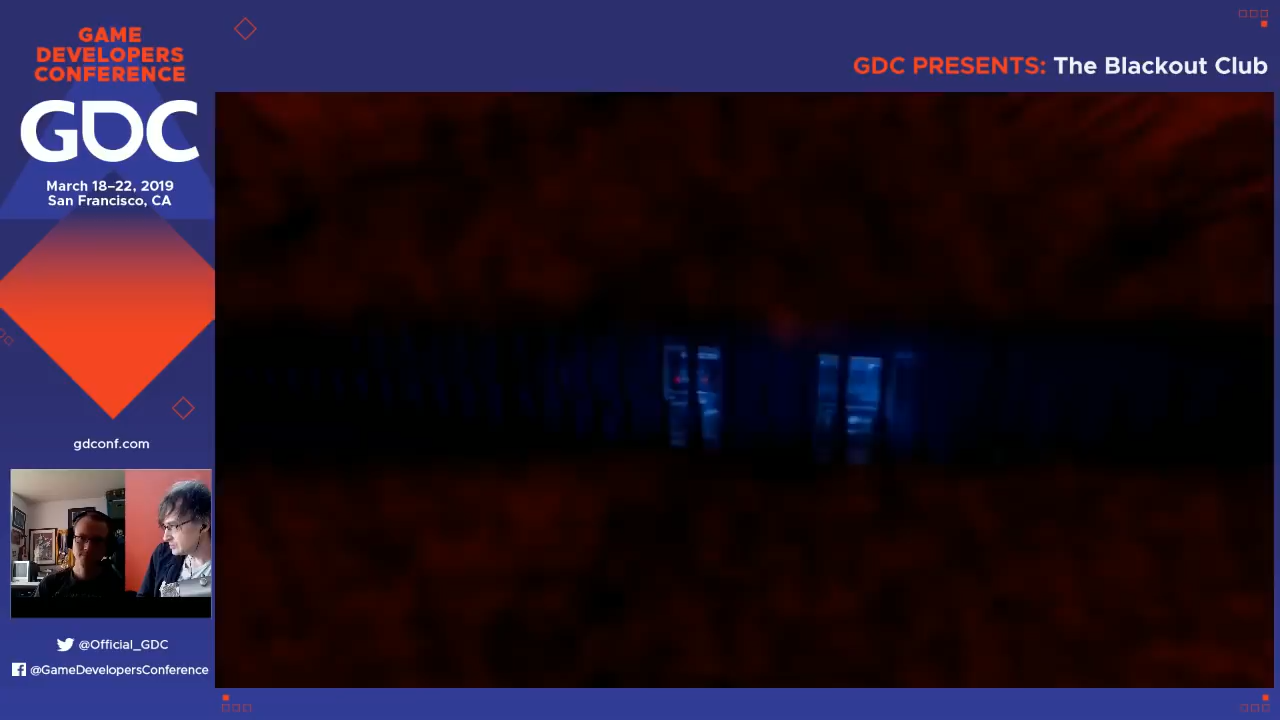 GAME
DEVELOPERS
CONFERENCE
GDC
March 18–22, 2019
San Francisco, CA
gdconf.com
@Official_GDC
@GameDevelopersConference
GDC PRESENTS: The Blackout Club